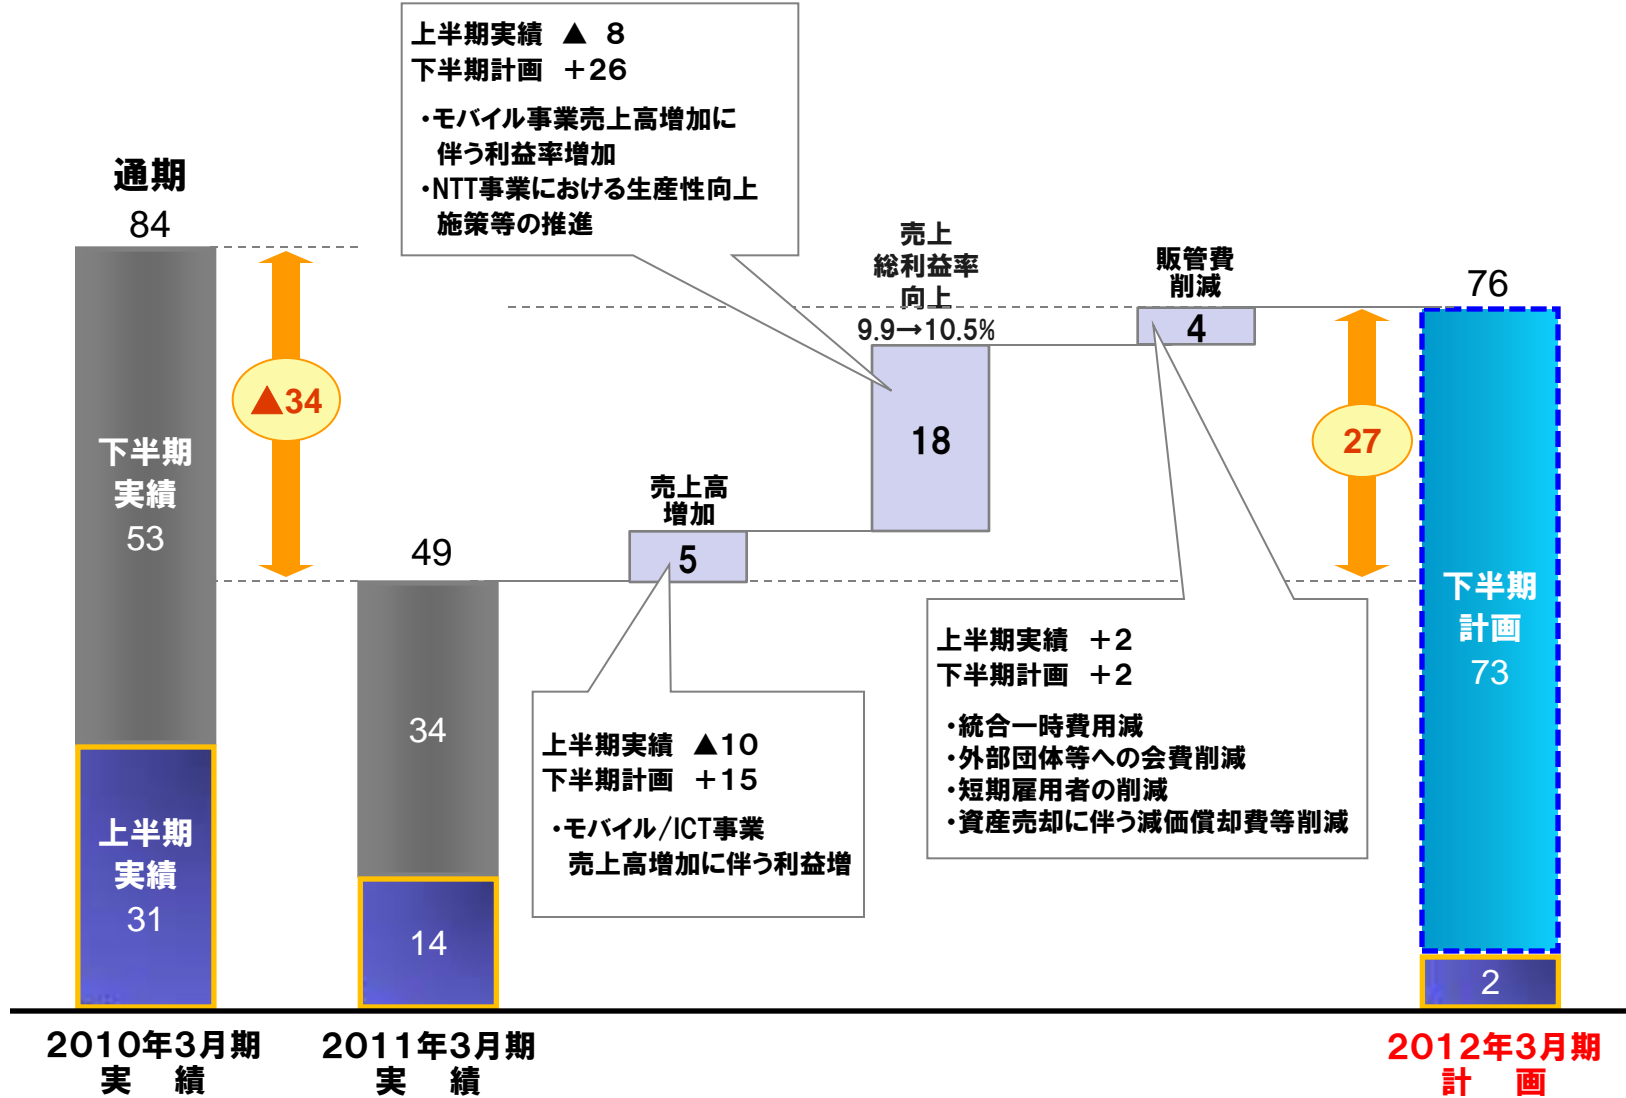 上半期実績 ▲ 8
下半期計画 +26
・モバイル事業売上高増加に
伴う利益率増加
・NTT事業における生産性向上
施策等の推進
通期
84
下半期
実績
53
上半期
実績
31
▲34
49
34
14
売上高
増加
5
上半期実績 ▲10
下半期計画 +15
・モバイル/ICT事業
売上高増加に伴う利益増
売上
総利益率
向上
9.9→10.5%
18
販管費
削減
4
上半期実績 +2
下半期計画 +2
・統合一時費用減
・外部団体等への会費削減
・短期雇用者の削減
・資産売却に伴う減価償却費等削減
27
76
下半期
計画
73
2
2010年3月期
実 績
2011年3月期
実 績
2012年3月期
計 画